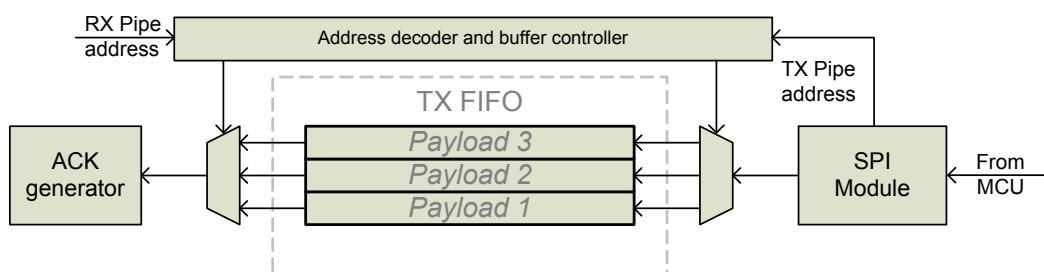 RX Pipe
address
Address decoder and buffer controller
TX Pipe
address
TX FIFO
Payload 3
Payload 2
Payload 1
ACK
generator
SPI
Module
From
MCU